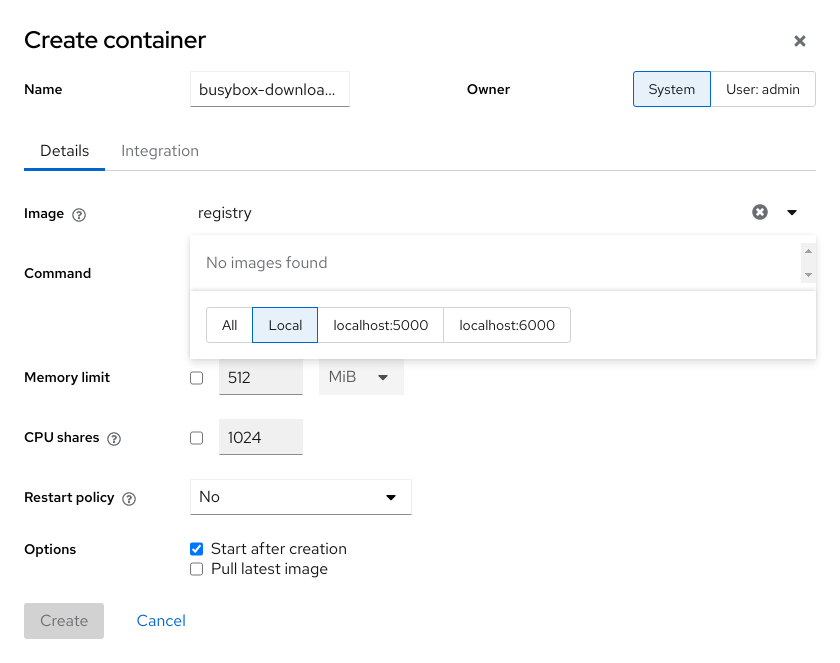 Create container
Name busybox-downloa... Owner System User: admin
Details Integration
Image registry
Command No images found
All Local localhost:5000 localhost:6000
Memory limit 512 MiB
CPU shares 1024
Restart policy No
Options Start after creation
Pull latest image
Create Cancel